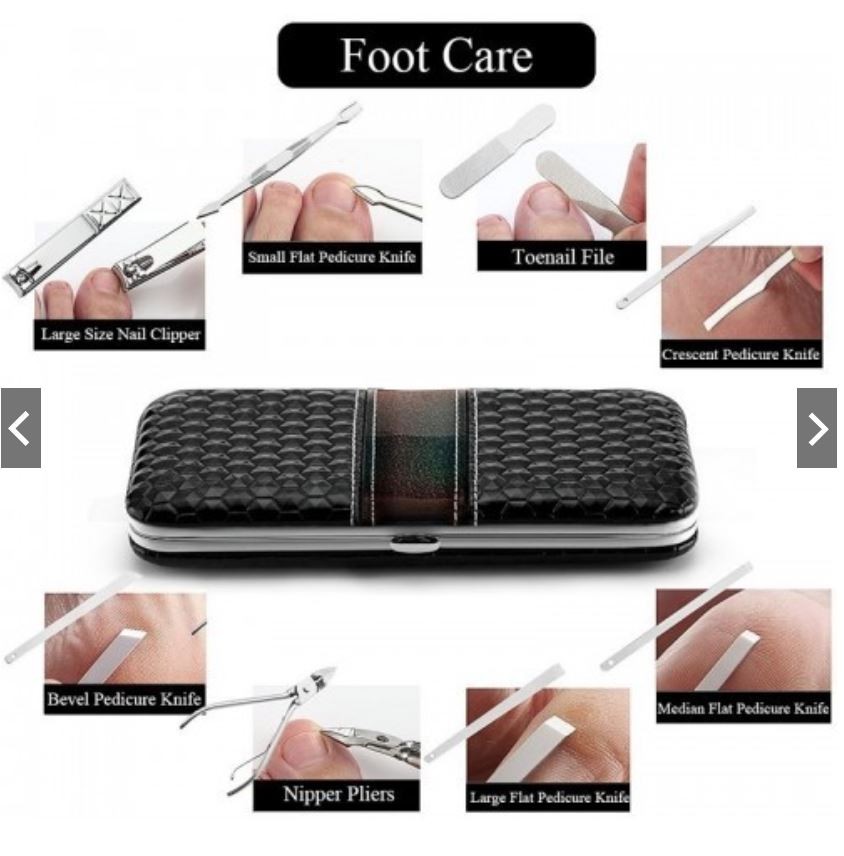 Foot Care
Small Flat Pedicure Knife
Toenail File
Large Size Nail Clipper
Crescent Pedicure Knife
Bevel Pedicure Knife
Median Flat Pedicure Knife
Nipper Pliers
Large Flat Pedicure Knife